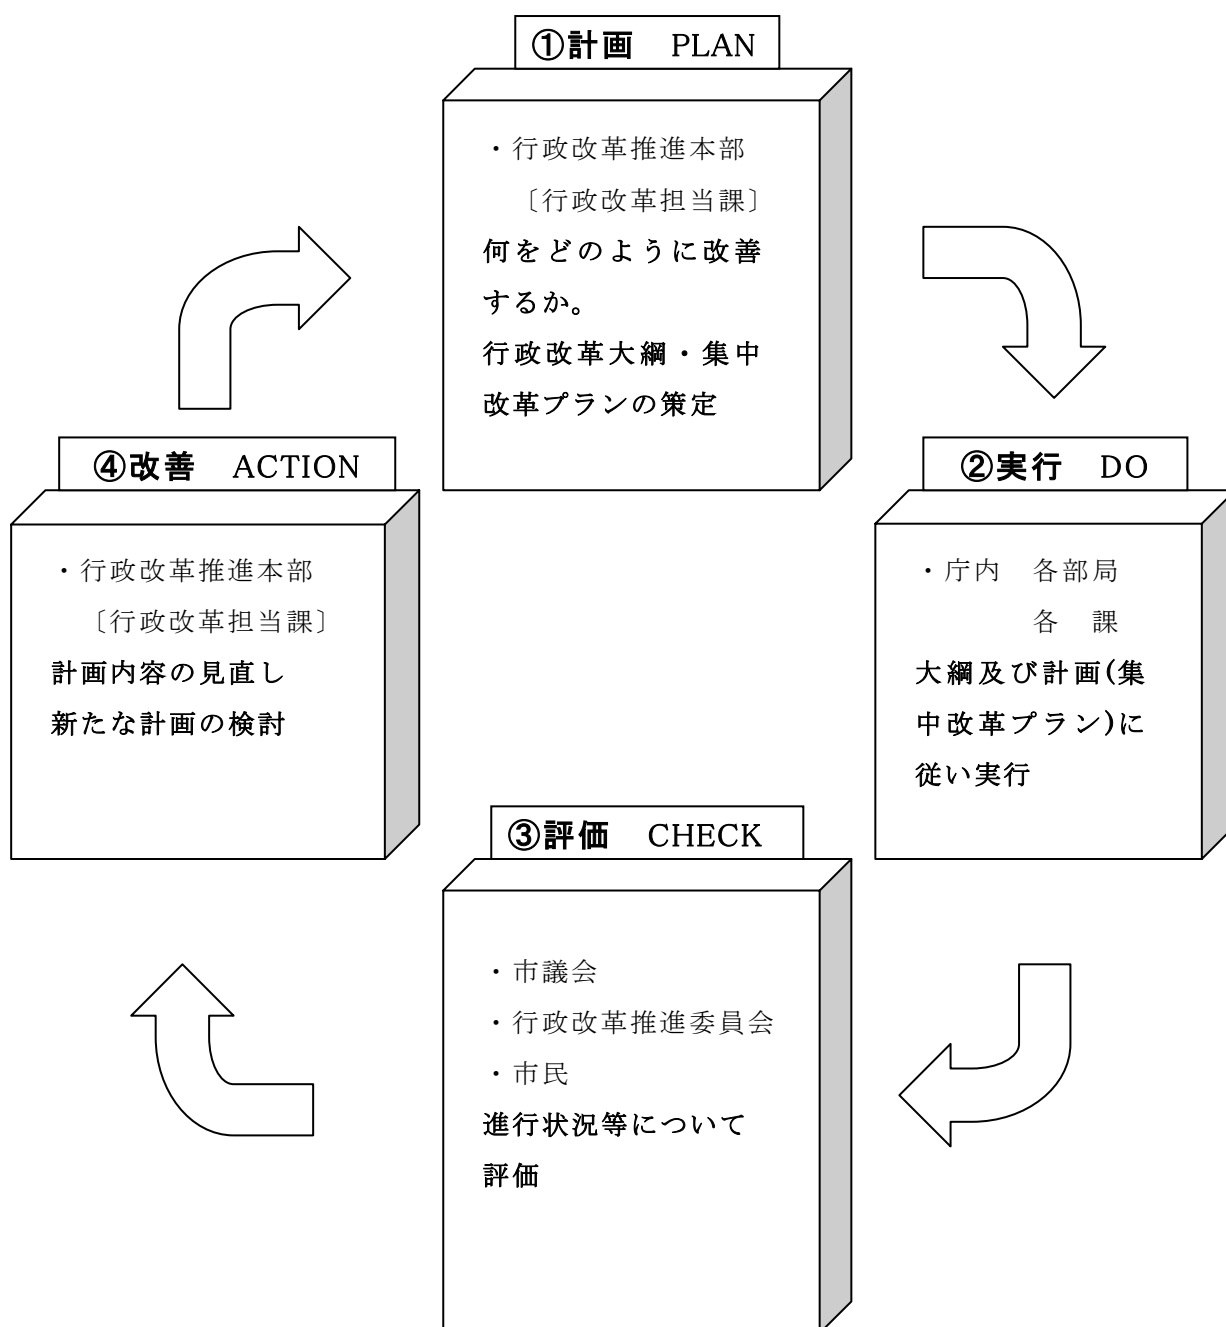 ①計画　PLAN
・行政改革推進本部
〔行政改革担当課〕
何をどのように改善
するか。
行政改革大綱・集中
改革プランの策定
②実行　DO
・庁内　各部局
各　課
大綱及び計画(集
中改革プラン)に
従い実行
③評価　CHECK
・市議会
・行政改革推進委員会
・市民
進行状況等について
評価
④改善　ACTION
・行政改革推進本部
〔行政改革担当課〕
計画内容の見直し
新たな計画の検討